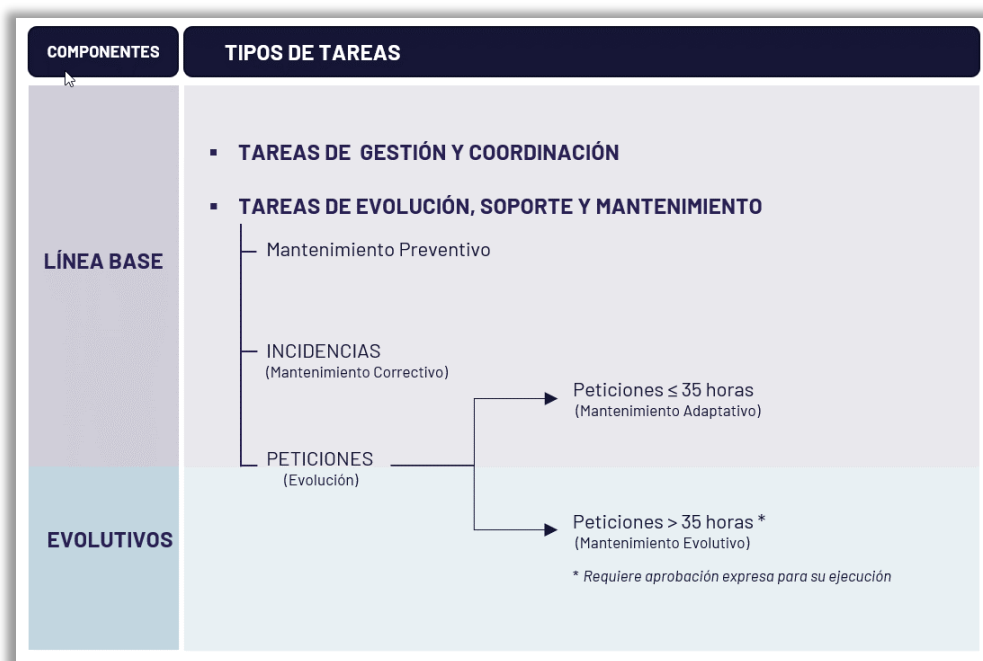 COMPONENTES
TIPOS DE TAREAS
LÍNEA BASE
▪ TAREAS DE GESTIÓN Y COORDINACIÓN
▪ TAREAS DE EVOLUCIÓN, SOPORTE Y MANTENIMIENTO
Mantenimiento Preventivo
INCIDENCIAS
(Mantenimiento Correctivo)
PETICIONES
(Evolución)
Peticiones ≤ 35 horas
(Mantenimiento Adaptativo)
EVOLUTIVOS
Peticiones > 35 horas *
(Mantenimiento Evolutivo)
* Requiere aprobación expresa para su ejecución